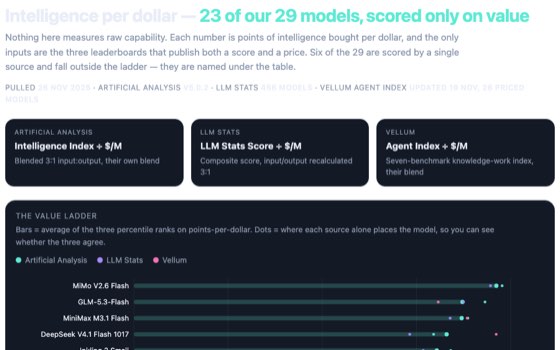 Intelligence per dollar — 23 of our 29 models, scored only on value
Nothing here measures raw capability. Each number is points of intelligence bought per dollar, and the only
inputs are the three leaderboards that publish both a score and a price. Six of the 29 are scored by a single
source and fall outside the ladder — they are named under the table.
PULLED 26 NOV 2026 · ARTIFICIAL ANALYSIS V5.0.2 · LLM STATS 498 MODELS · VELLUM AGENT INDEX UPDATED 19 NOV, 26 PRICED
MODELS
ARTIFICIAL ANALYSIS
Intelligence Index ÷ $/M
Blended 3:1 input:output, their own blend
LLM STATS
LLM Stats Score ÷ $/M
Composite score, input/output recalculated
3:1
VELLUM
Agent Index ÷ $/M
Seven-benchmark knowledge-work index,
their blend
THE VALUE LADDER
Bars = average of the three percentile ranks on points-per-dollar. Dots = where each source alone places the model, so you can see
whether the three agree.
Artificial Analysis LLM Stats Vellum
MiMo V2.6 Flash
GLM-5.3-Flash
MiniMax M3.1 Flash
DeepSeek V4.1 Flash 1017